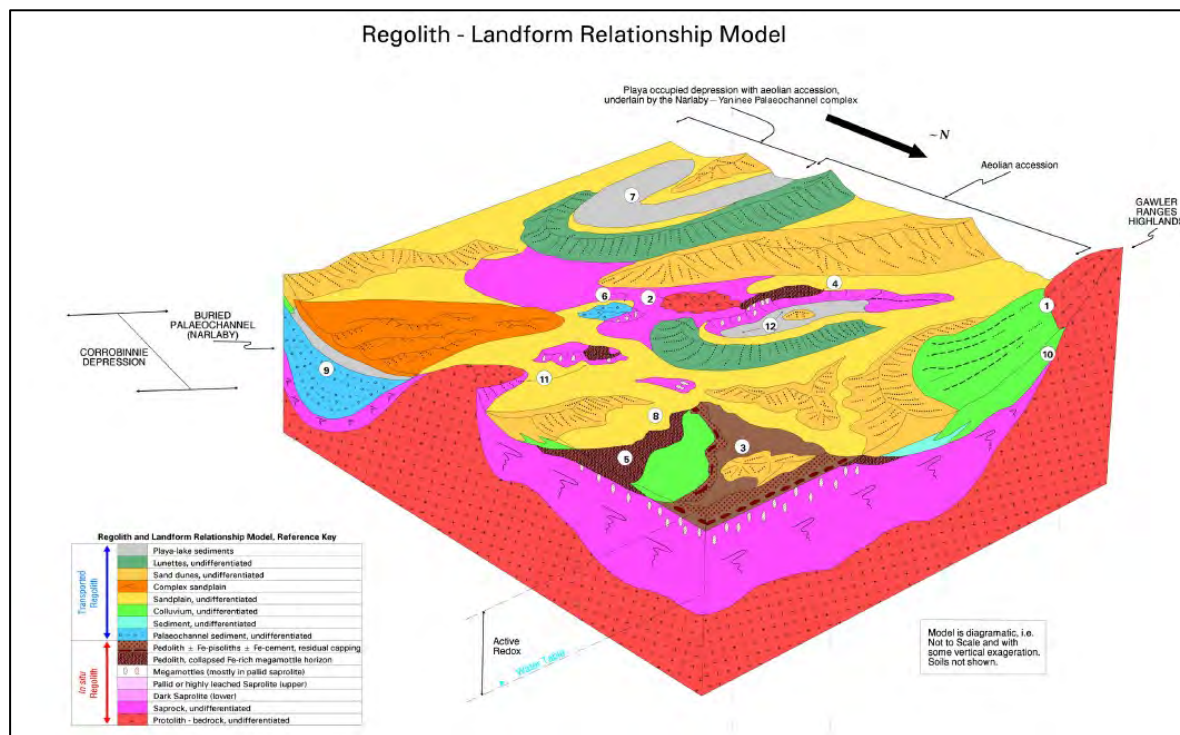 Regolith - Landform Relationship Model
Playa occupied depression with aeolian accession,
underlain by the Narlaby – Yaninee Palaeochannel complex
~N
Aeolian accession
GAWLER
RANGES
HIGHLANDS
7
4
6
2
1
12
BURIED
PALAEOCHANNEL
(NARLABY)
10
CORROBINNIE
DEPRESSION
9
11
8
3
5
Regolith and Landform Relationship Model, Reference Key
Transported
Regolith
Playa-lake sediments
Lunettes, undifferentiated
Sand dunes, undifferentiated
Complex sandplain
Sandplain, undifferentiated
Colluvium, undifferentiated
Sediment, undifferentiated
Palaeochannel sediment, undifferentiated
In situ
Regolith
Pedolith ± Fe-pisoliths ± Fe-cement, residual capping
Pedolith, collapsed Fe-rich megamottle horizon
Megamottles (mostly in pallid saprolite)
Pallid or highly leached Saprolite (upper)
Dark Saprolite (lower)
Saprock, undifferentiated
Protolith - bedrock, undifferentiated
Active
Redox
Water Table
Model is diagramatic, i.e.
Not to Scale and with
some vertical exageration.
Soils not shown.